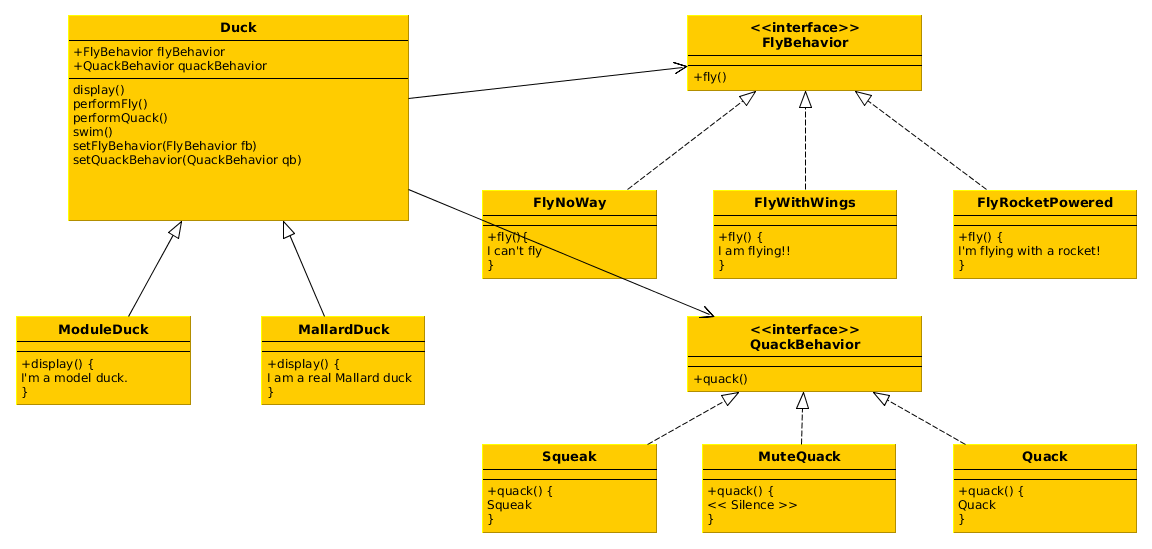 Duck
+FlyBehavior flyBehavior
+QuackBehavior quackBehavior
display()
performFly()
performQuack()
swim()
setFlyBehavior(FlyBehavior fb)
setQuackBehavior(QuackBehavior qb)
<<interface>>
FlyBehavior
+fly()
FlyNoWay
+fly(){
I can't fly
}
FlyWithWings
+fly() {
I am flying!!
}
FlyRocketPowered
+fly() {
I'm flying with a rocket!
}
ModuleDuck
+display() {
I'm a model duck.
}
MallardDuck
+display() {
I am a real Mallard duck
}
<<interface>>
QuackBehavior
+quack()
Squeak
+quack() {
Squeak
}
MuteQuack
+quack() {
<< Silence >>
}
Quack
+quack() {
Quack
}